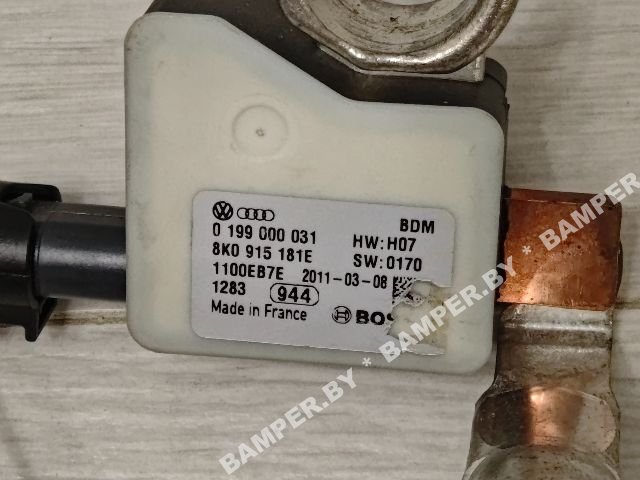 BDM
0 199 000 031 HW:H07
8K0 915 181E SW:0170
1100EB7E 2011-03-08
1283 944
Made in France
BAMPER.BY * BAMPER.BY * BAMPER.BY